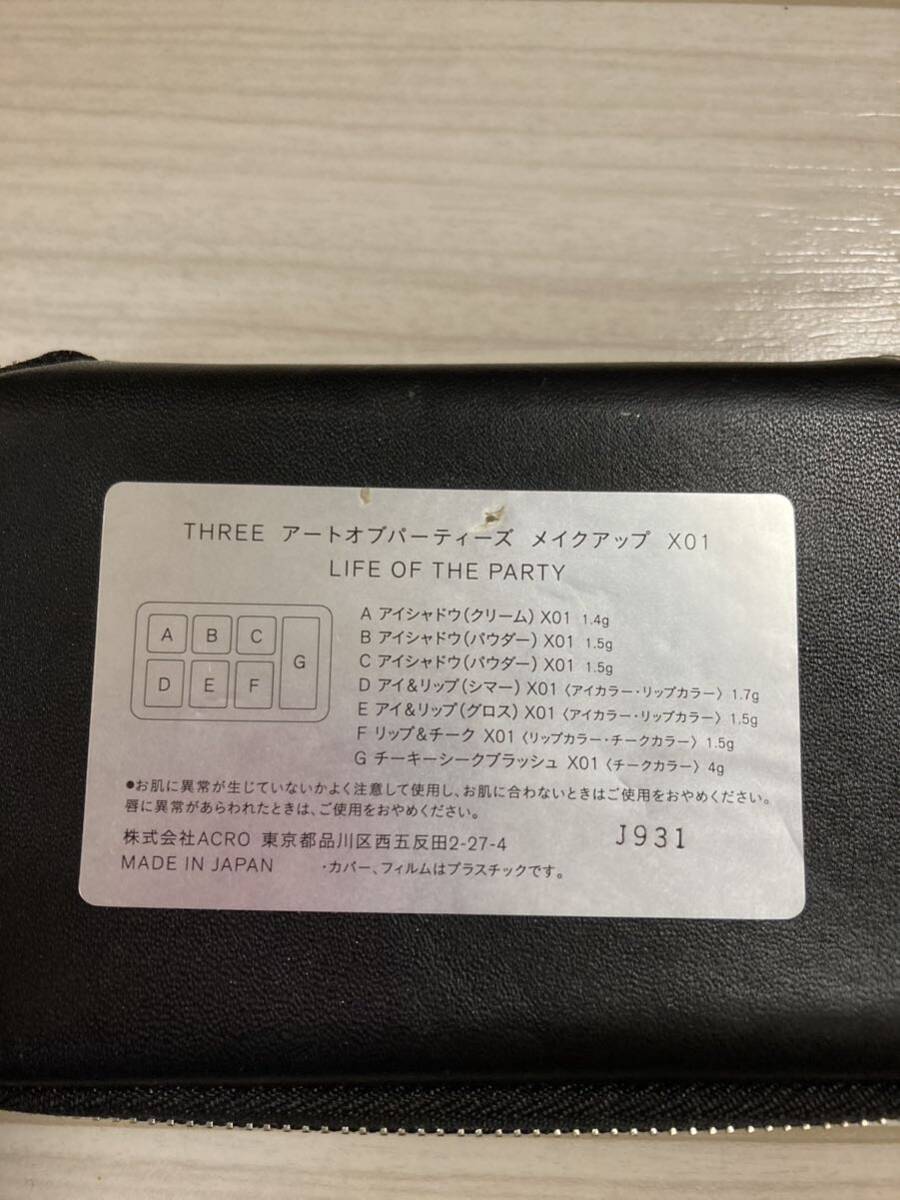 THREE アートオブパーティーズ メイクアップ X01
LIFE OF THE PARTY
A B C
D E F
G
A アイシャドウ(クリーム) X01 1.4g
B アイシャドウ(パウダー) X01 1.5g
C アイシャドウ(パウダー) X01 1.5g
D アイ&リップ(シマー) X01 〈アイカラー・リップカラー〉 1.7g
E アイ&リップ(グロス) X01 〈アイカラー・リップカラー〉 1.5g
F リップ&チーク X01 〈リップカラー・チークカラー〉 1.5g
G チーキーシークブラッシュ X01 〈チークカラー〉 4g
●お肌に異常が生じていないかよく注意して使用し、お肌に合わないときはご使用をおやめください。
唇に異常があらわれたときは、ご使用をおやめください。
株式会社ACRO 東京都品川区西五反田2-27-4
J931
MADE IN JAPAN ・カバー、フィルムはプラスチックです。